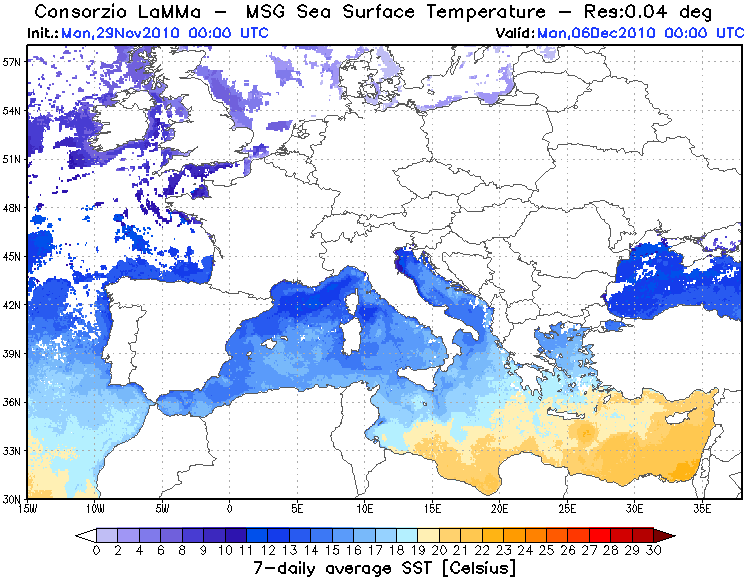 Consorzio LaMMa - MSG Sea Surface Temperature - Res:0.04 deg
Init.: Mon,29Nov2010 00:00 UTC Valid: Mon,06Dec2010 00:00 UTC
57N
54N
51N
48N
45N
42N
39N
36N
33N
30N
15W 10W 5W 0 5E 10E 15E 20E 25E 30E 35E
0 2 4 6 8 9 10 11 12 13 14 15 16 17 18 19 20 21 22 23 24 25 26 27 28 29 30
7-daily average SST [Celsius]